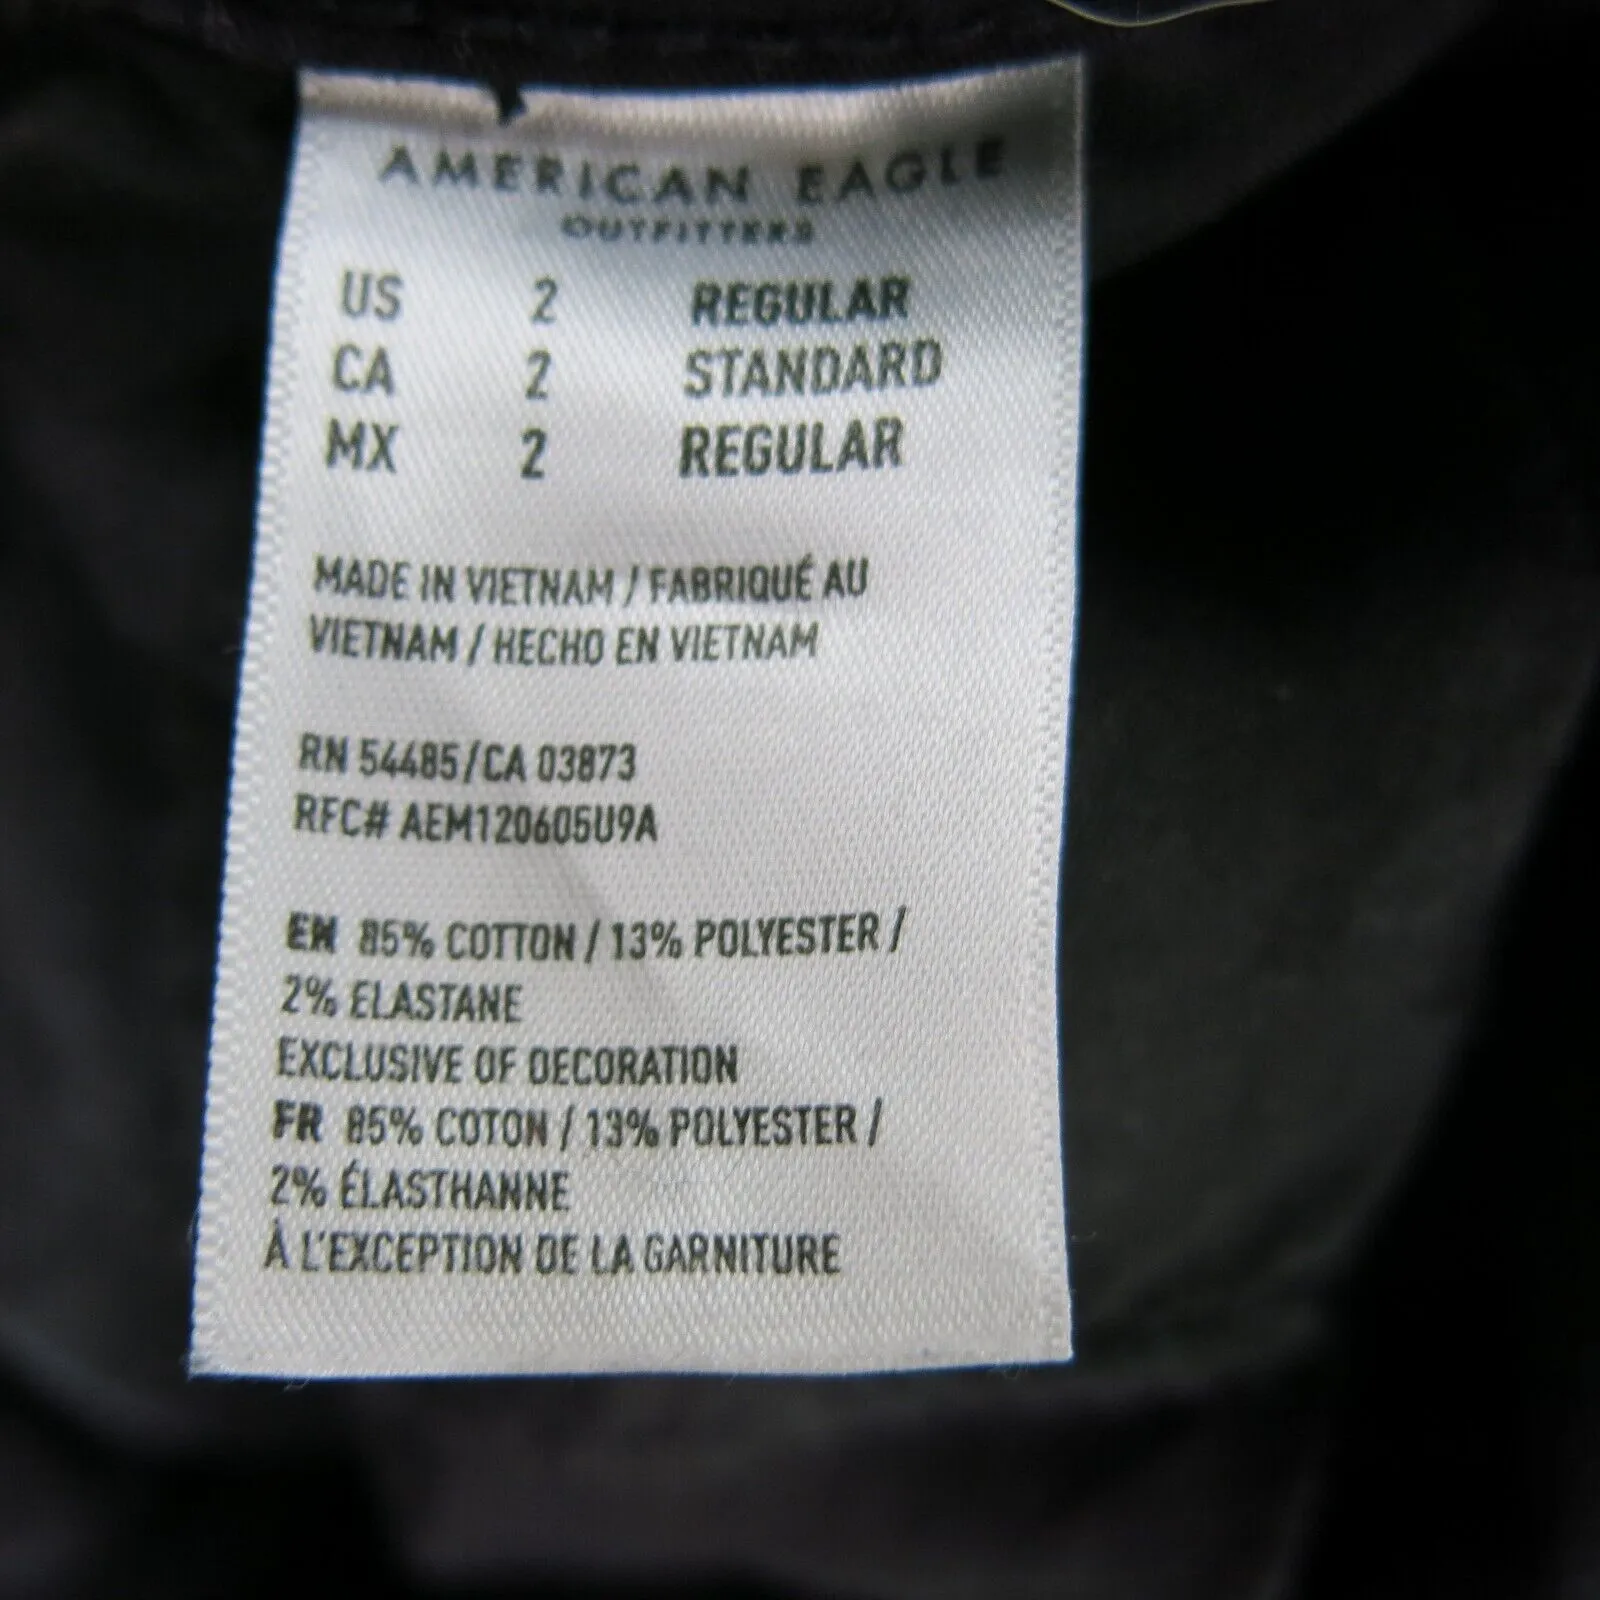 AMERICAN EAGLE
OUTFITTERS
US 2 REGULAR
CA 2 STANDARD
MX 2 REGULAR
MADE IN VIETNAM / FABRIQUÉ AU
VIETNAM / HECHO EN VIETNAM
RN 54485/CA 03873
RFC# AEM120605U9A
EN 85% COTTON / 13% POLYESTER /
2% ELASTANE
EXCLUSIVE OF DECORATION
FR 85% COTON / 13% POLYESTER /
2% ÉLASTHANNE
À L'EXCEPTION DE LA GARNITURE